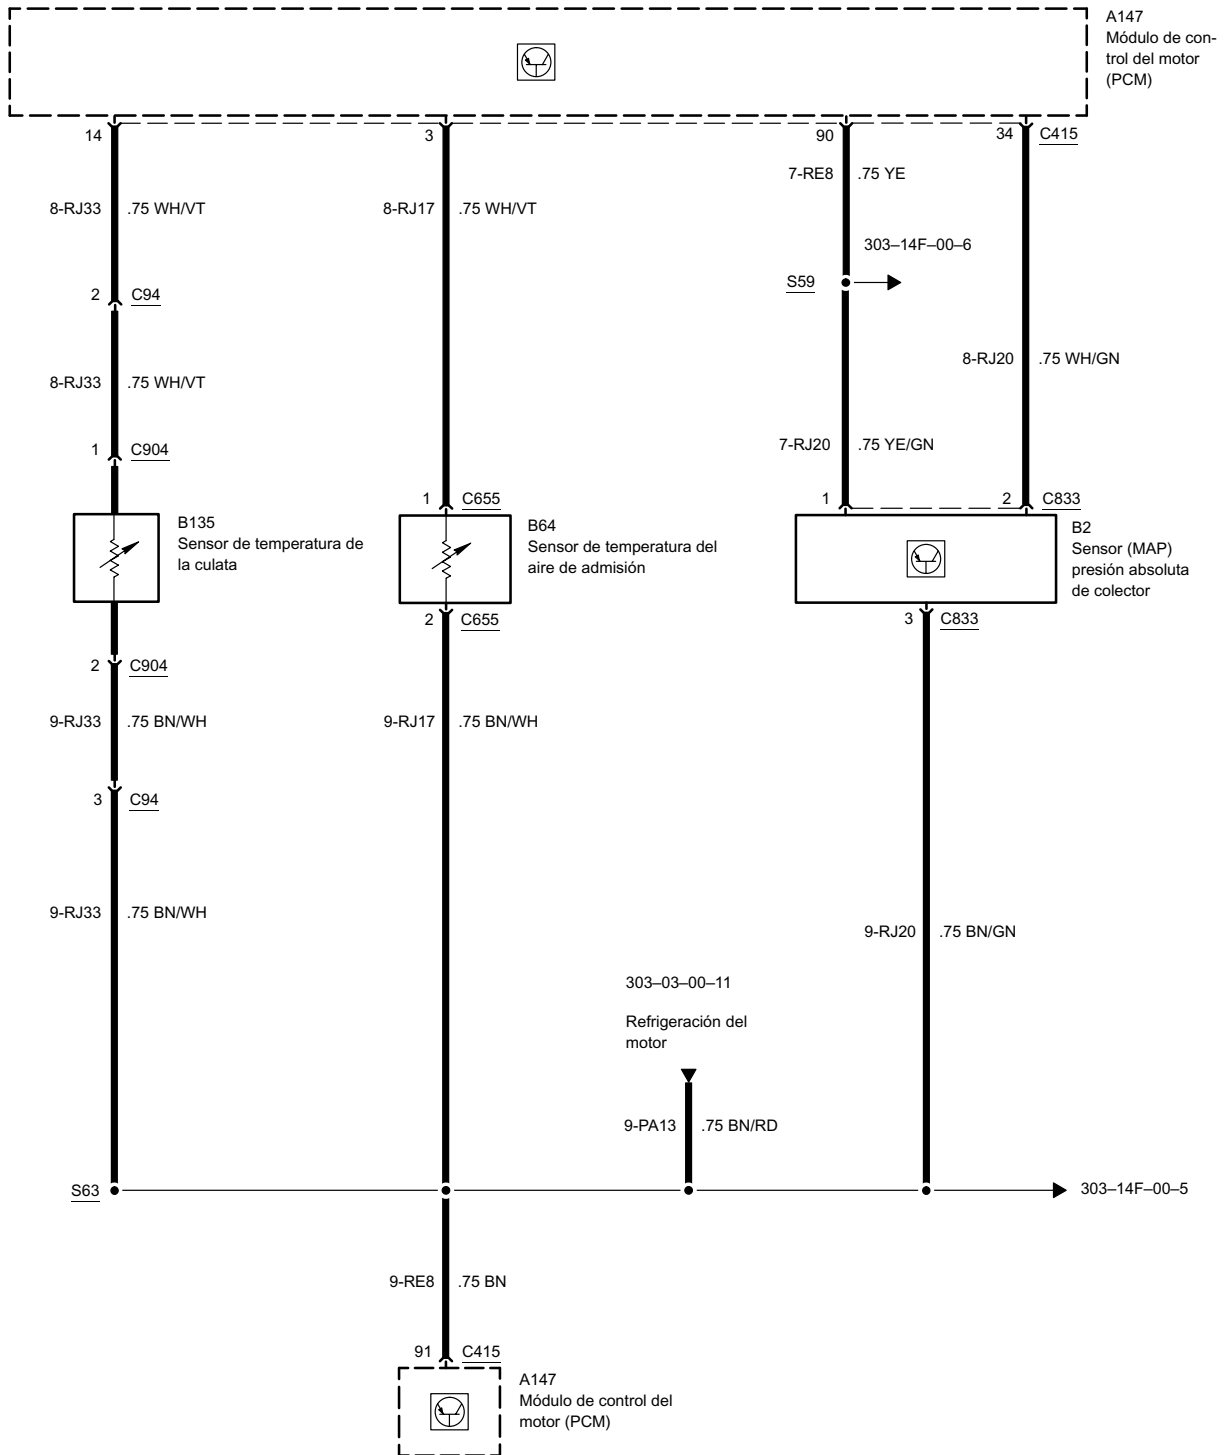 A147
Módulo de con-
trol del motor
(PCM)
14
3
90
34 C415
7-RE8 .75 YE
8-RJ33 .75 WH/VT
8-RJ17 .75 WH/VT
303–14F–00–6
S59
2 C94
8-RJ20 .75 WH/GN
8-RJ33 .75 WH/VT
7-RJ20 .75 YE/GN
1 C904
1 C655
1
2 C833
B135
Sensor de temperatura de
la culata
B64
Sensor de temperatura del
aire de admisión
B2
Sensor (MAP)
presión absoluta
de colector
2 C655
3 C833
2 C904
9-RJ33 .75 BN/WH
9-RJ17 .75 BN/WH
3 C94
9-RJ33 .75 BN/WH
9-RJ20 .75 BN/GN
303–03–00–11
Refrigeración del
motor
9-PA13 .75 BN/RD
S63
303–14F–00–5
9-RE8 .75 BN
91 C415
A147
Módulo de control del
motor (PCM)